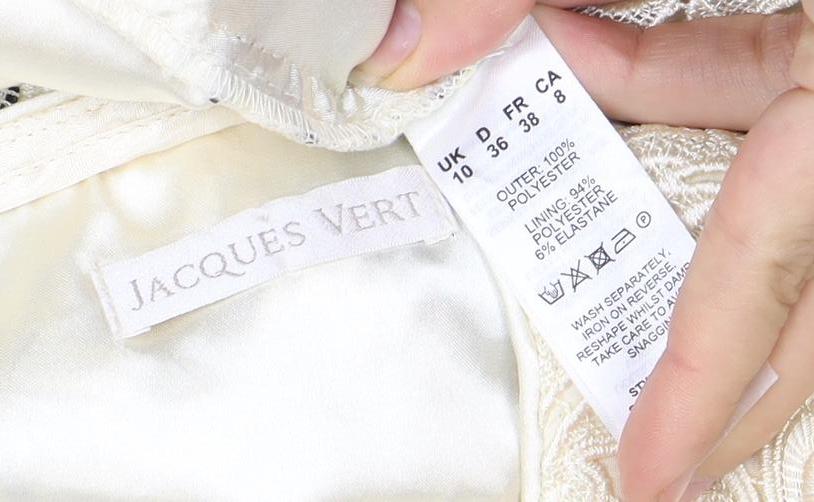 JACQUES VERT
UK D FR CA
10 36 38 8
OUTER: 100%
POLYESTER
LINING: 94%
POLYESTER
6% ELASTANE
P
WASH SEPARATELY.
IRON ON REVERSE.
RESHAPE WHILST DAMP
TAKE CARE TO
SNAGGIN